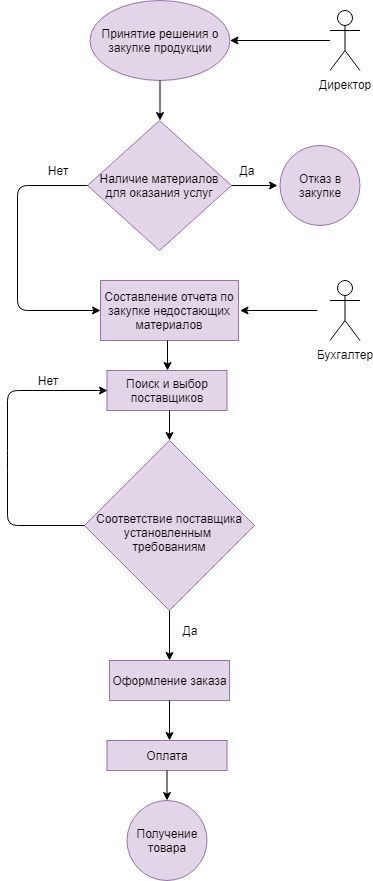 Принятие решения о
закупке продукции
Директор
Нет
Наличие материалов
для оказания услуг
Да
Отказ в
закупке
Составление отчета по
закупке недостающих
материалов
Бухгалтер
Нет
Поиск и выбор
поставщиков
Соответствие поставщика
установленным
требованиям
Да
Оформление заказа
Оплата
Получение
товара